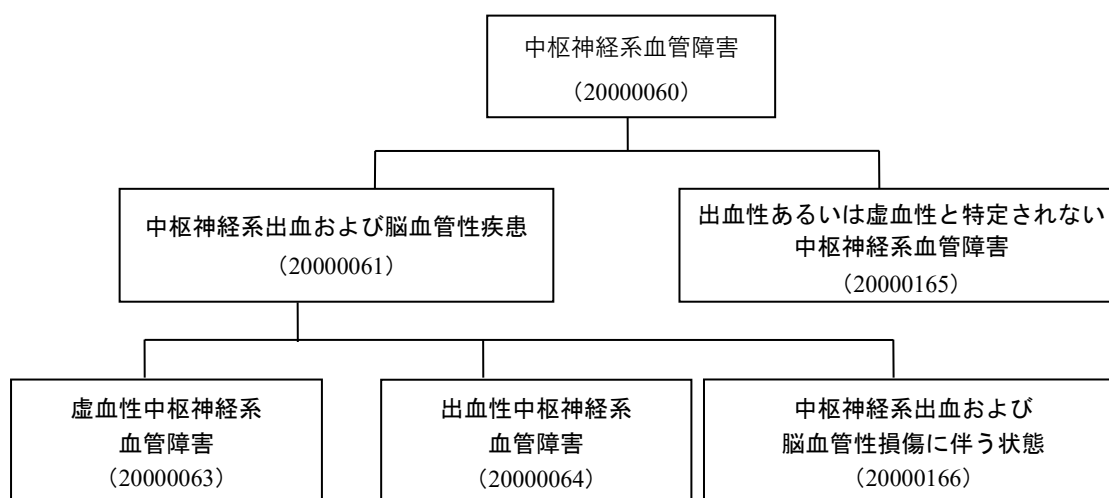 中枢神経系血管障害
（20000060）
中枢神経系出血および脳血管性疾患
（20000061）
出血性あるいは虚血性と特定されない
中枢神経系血管障害
（20000165）
虚血性中枢神経系
血管障害
（20000063）
出血性中枢神経系
血管障害
（20000064）
中枢神経系出血および
脳血管性損傷に伴う状態
（20000166）